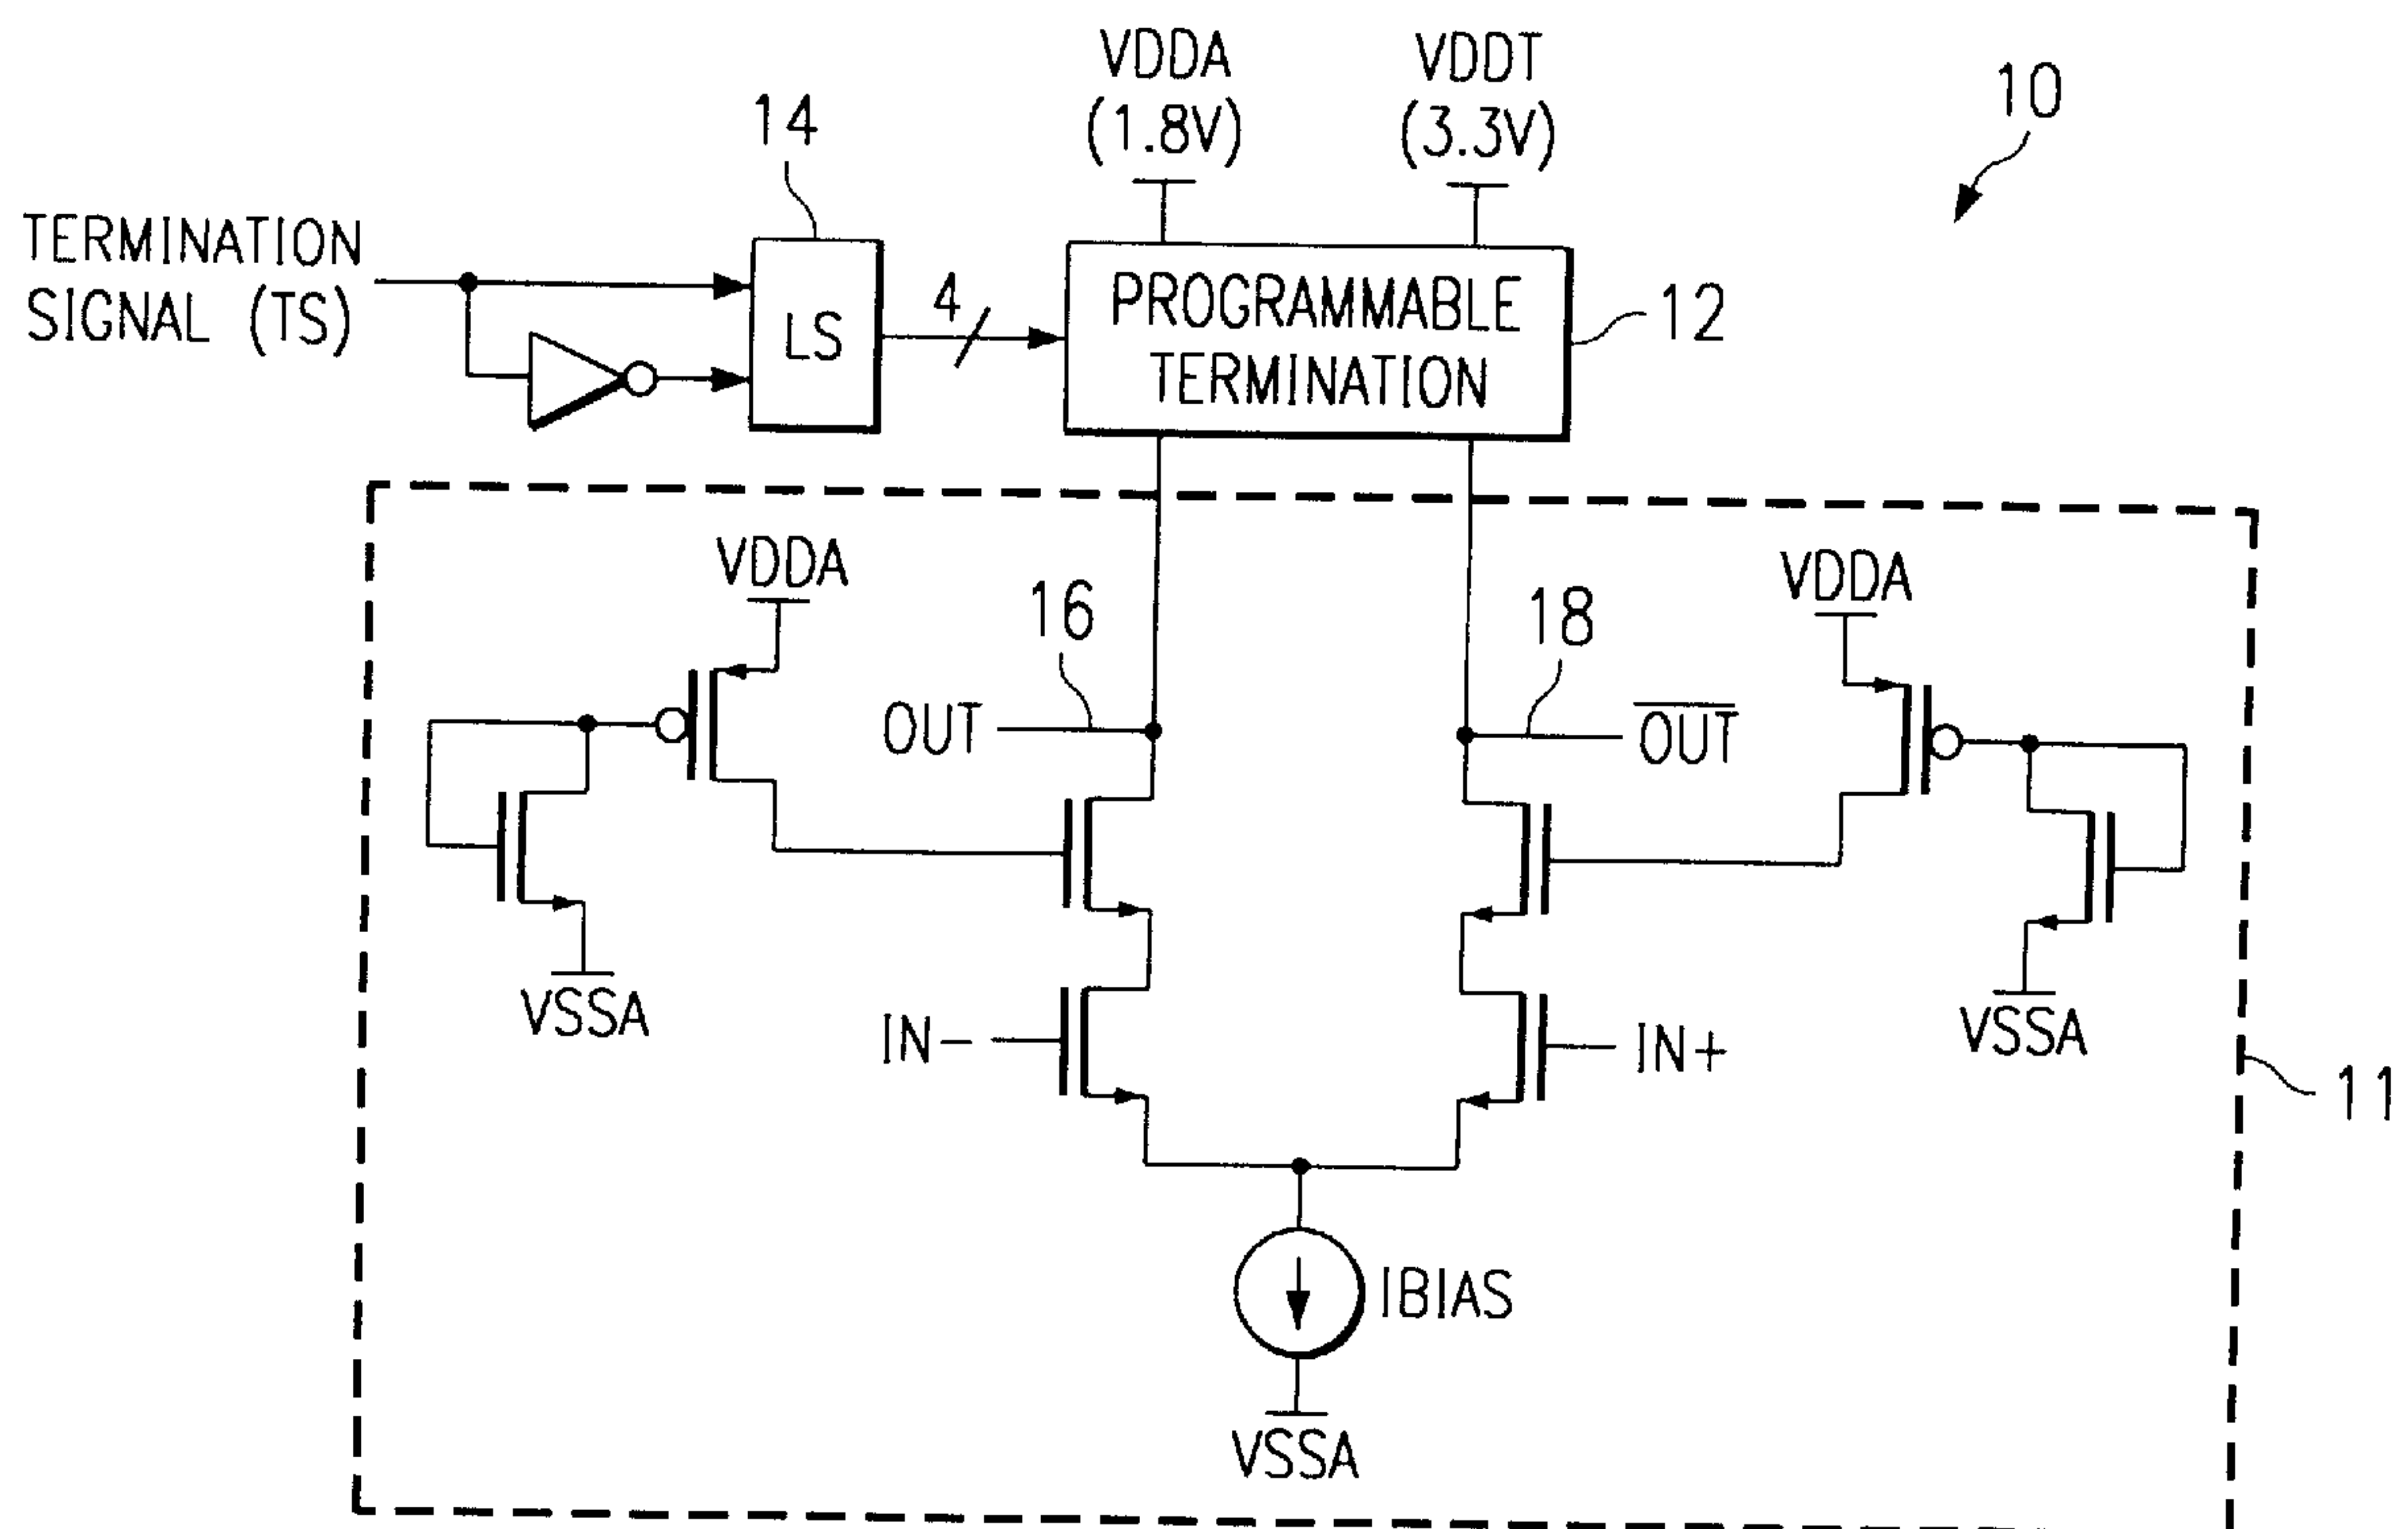 VDDA
(1.8V)
VDDT
(3.3V)
10
14
TERMINATION
SIGNAL (TS)
LS
4
PROGRAMMABLE
TERMINATION
12
VDDA
16
18
VDDA
OUT
OUT
VSSA
IN-
IN+
VSSA
11
IBIAS
VSSA